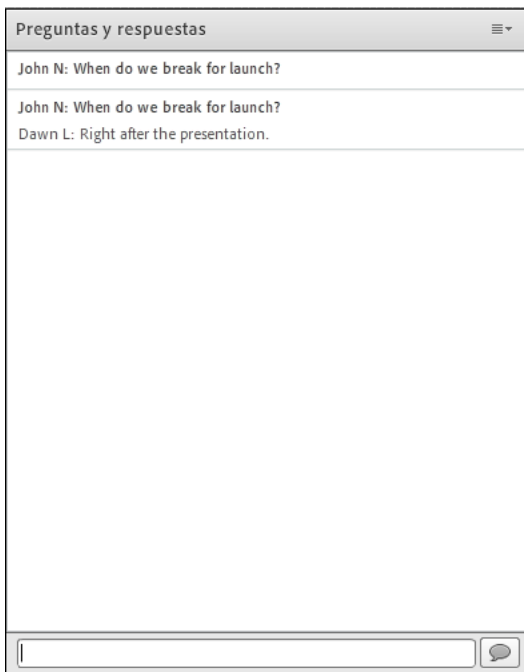 Preguntas y respuestas
John N: When do we break for launch?
John N: When do we break for launch?
Dawn L: Right after the presentation.